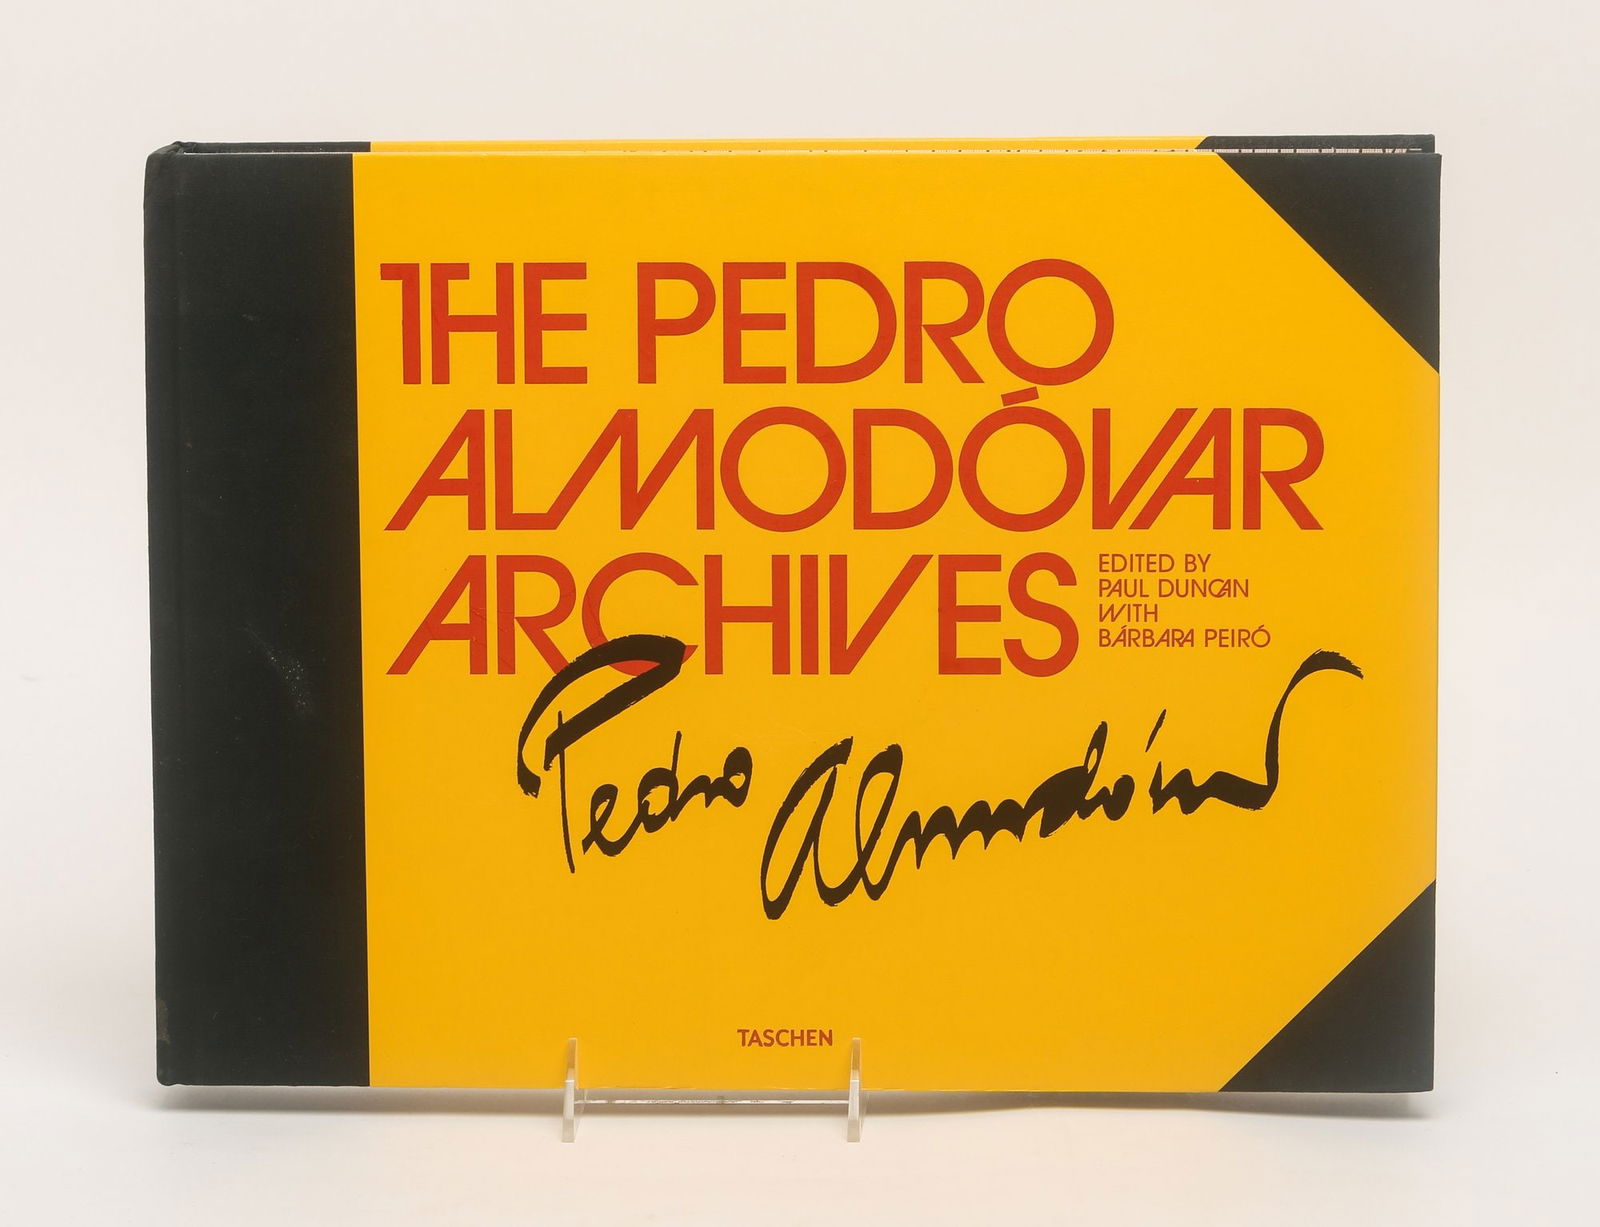 THE PEDRO
ALMODÓVAR
ARCHIVES
EDITED BY
PAUL DUNCAN
WITH
BÁRBARA PEIRÓ
Pedro Almodóvar
TASCHEN